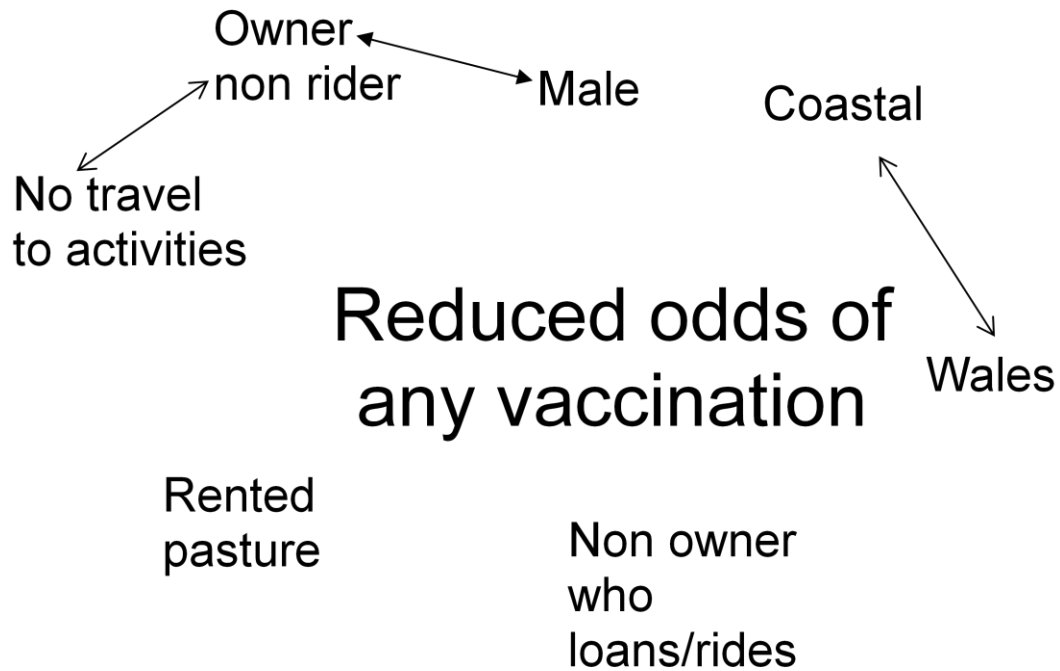 Owner
non rider
Male
Coastal
No travel
to activities
Reduced odds of
any vaccination
Wales
Rented
pasture
Non owner
who
loans/rides